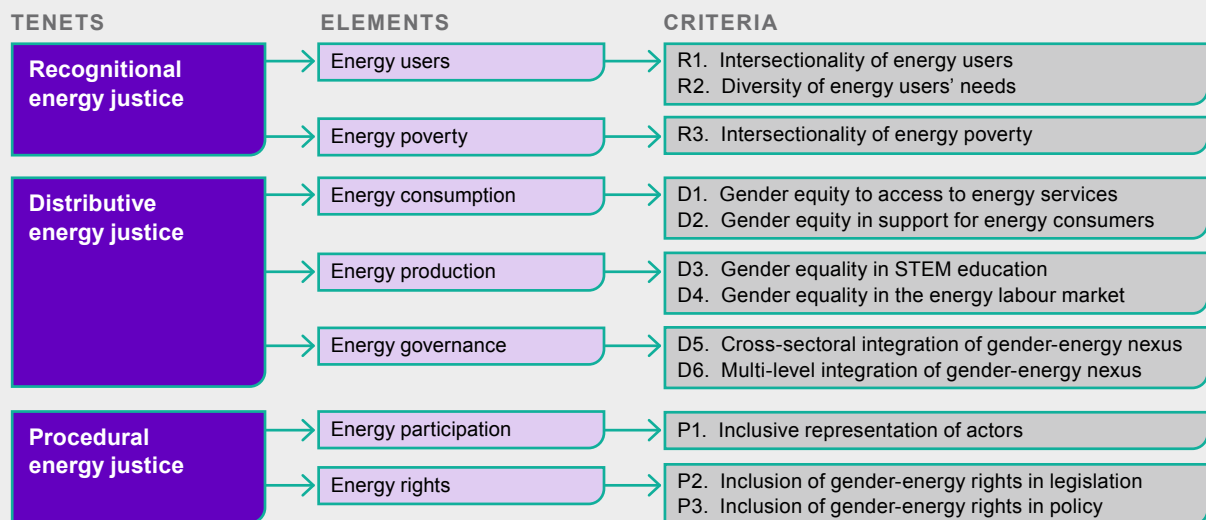 TENETS
ELEMENTS
CRITERIA
Recognitional
energy justice
Energy users
R1. Intersectionality of energy users
R2. Diversity of energy users' needs
Energy poverty
R3. Intersectionality of energy poverty
Distributive
energy justice
Energy consumption
D1. Gender equity to access to energy services
D2. Gender equity in support for energy consumers
Energy production
D3. Gender equality in STEM education
D4. Gender equality in the energy labour market
Energy governance
D5. Cross-sectoral integration of gender-energy nexus
D6. Multi-level integration of gender-energy nexus
Procedural
energy justice
Energy participation
P1. Inclusive representation of actors
Energy rights
P2. Inclusion of gender-energy rights in legislation
P3. Inclusion of gender-energy rights in policy